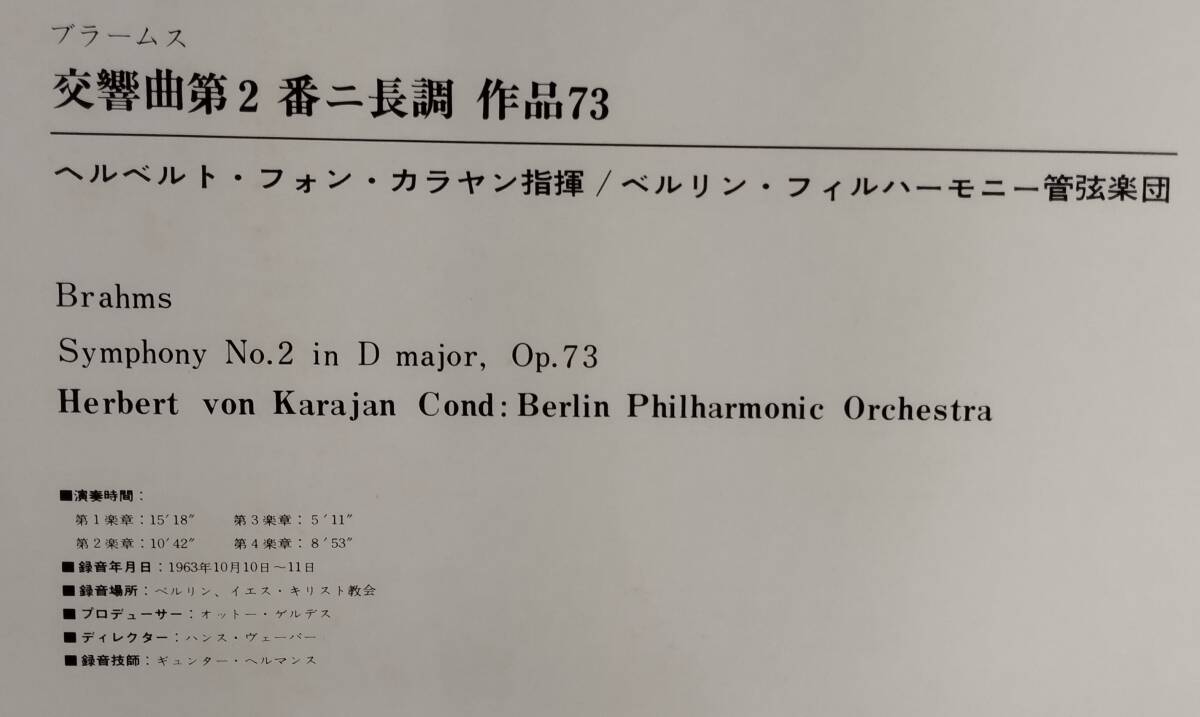 ブラームス
交響曲第2番ニ長調 作品73
ヘルベルト・フォン・カラヤン指揮/ベルリン・フィルハーモニー管弦楽団
Brahms
Symphony No.2 in D major, Op.73
Herbert von Karajan Cond: Berlin Philharmonic Orchestra
■演奏時間:
第1楽章:15′18″ 第3楽章:5′11″
第2楽章:10′42″ 第4楽章:8′53″
■録音年月日:1963年10月10日~11日
■録音場所:ベルリン、イエス・キリスト教会
■プロデューサー:オットー・ゲルデス
■ディレクター:ハンス・ヴェーバー
■録音技師:ギュンター・ヘルマンス